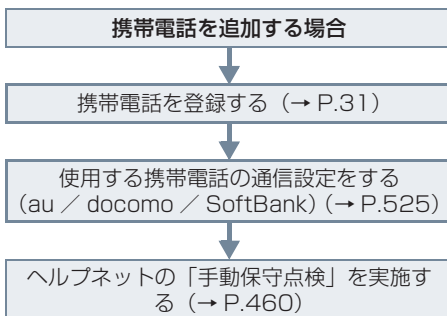 携帯電話を追加する場合
携帯電話を登録する（→ P.31）
使用する携帯電話の通信設定をする
（au ／ docomo ／ SoftBank）（→ P.525）
ヘルプネットの「手動保守点検」を実施す
る（→ P.460）